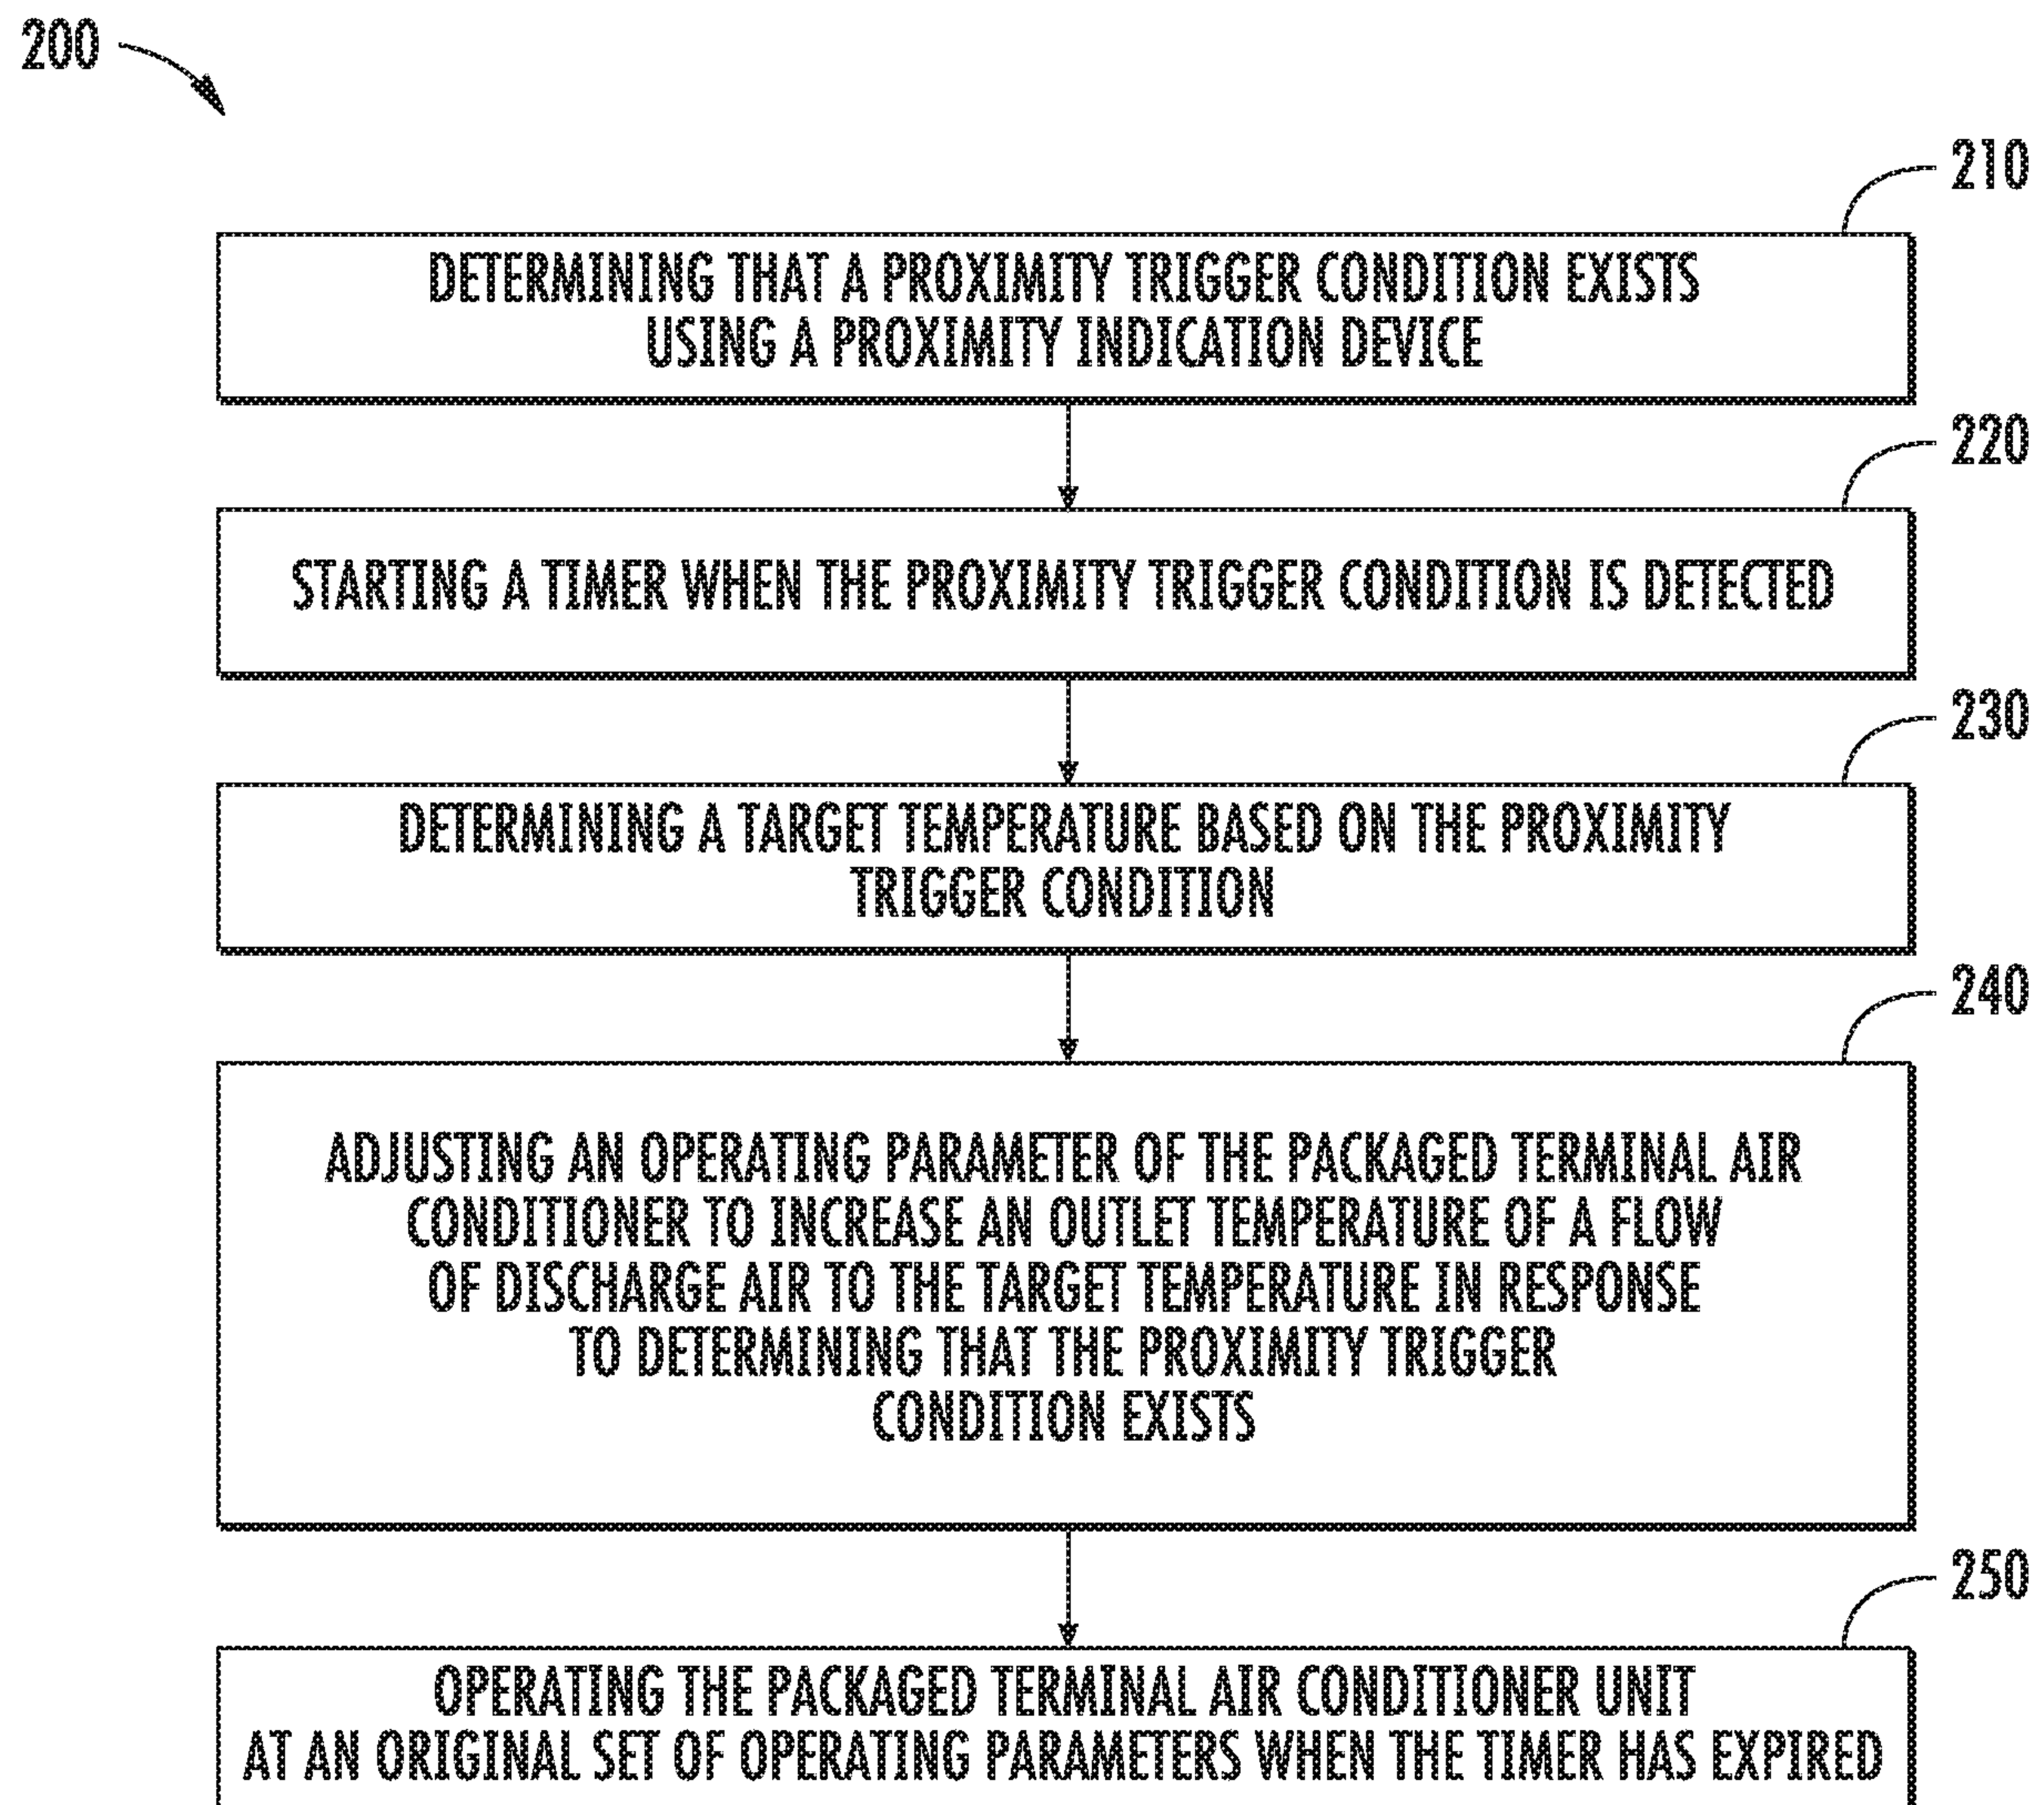 200
210
DETERMINING THAT A PROXIMITY TRIGGER CONDITION EXISTS
USING A PROXIMITY INDICATION DEVICE
220
STARTING A TIMER WHEN THE PROXIMITY TRIGGER CONDITION IS DETECTED
230
DETERMINING A TARGET TEMPERATURE BASED ON THE PROXIMITY
TRIGGER CONDITION
240
ADJUSTING AN OPERATING PARAMETER OF THE PACKAGED TERMINAL AIR
CONDITIONER TO INCREASE AN OUTLET TEMPERATURE OF A FLOW
OF DISCHARGE AIR TO THE TARGET TEMPERATURE IN RESPONSE
TO DETERMINING THAT THE PROXIMITY TRIGGER
CONDITION EXISTS
250
OPERATING THE PACKAGED TERMINAL AIR CONDITIONER UNIT
AT AN ORIGINAL SET OF OPERATING PARAMETERS WHEN THE TIMER HAS EXPIRED